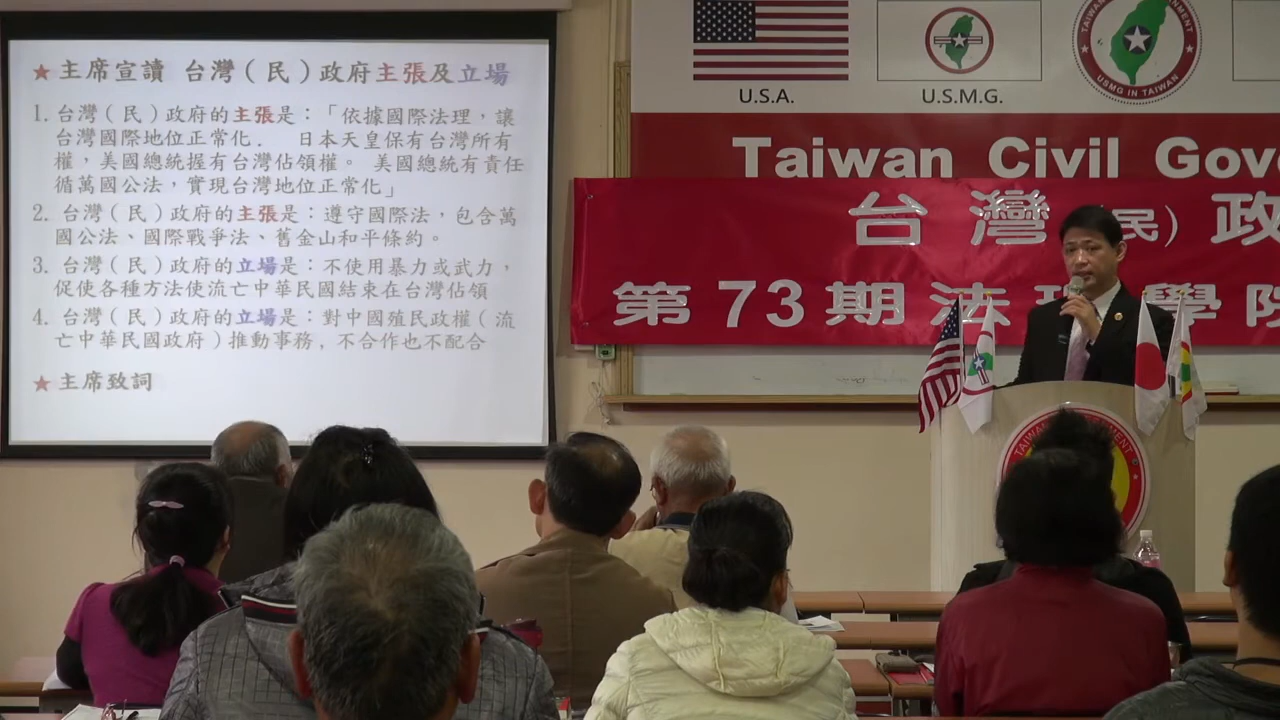 ★ 主席宣讀 台灣（民）政府主張及立場
1. 台灣（民）政府的主張是：「依據國際法理，讓
台灣國際地位正常化． 日本天皇保有台灣所有
權，美國總統握有台灣佔領權。 美國總統有責任
循萬國公法，實現台灣地位正常化」
2. 台灣（民）政府的主張是：遵守國際法，包含萬
國公法、國際戰爭法、舊金山和平條約。
3. 台灣（民）政府的立場是：不使用暴力或武力，
促使各種方法使流亡中華民國結束在台灣佔領
4. 台灣（民）政府的立場是：對中國殖民政權（流
亡中華民國政府）推動事務, 不合作也不配合
★ 主席致詞
U.S.A.
U.S.M.G.
USMG IN TAIWAN
Taiwan Civil Gove
台灣（民）政
第73期法理學院